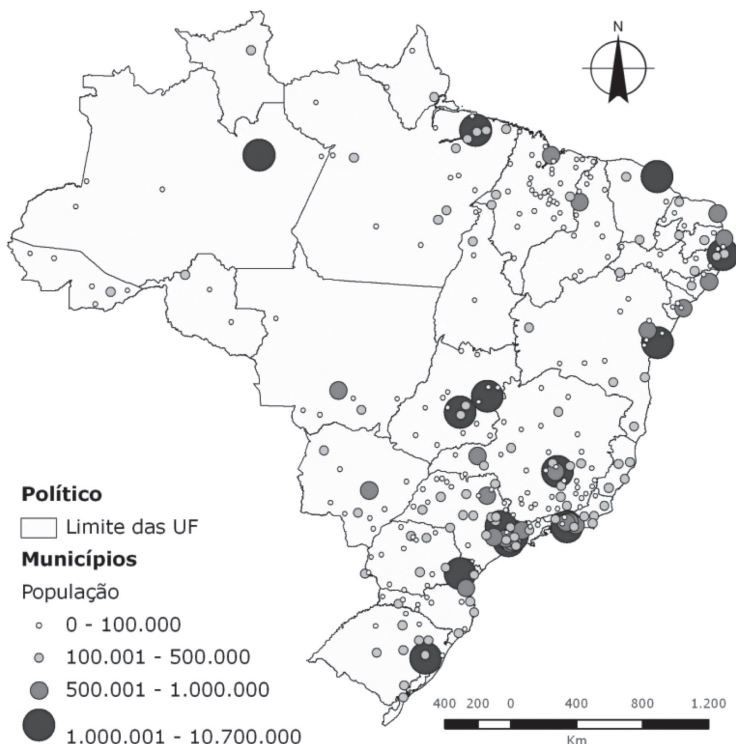 N
Político
Limite das UF
Municípios
População
0 - 100.000
100.001 - 500.000
500.001 - 1.000.000
1.000.001 - 10.700.000
400 200 0 400 800 1.200
Km